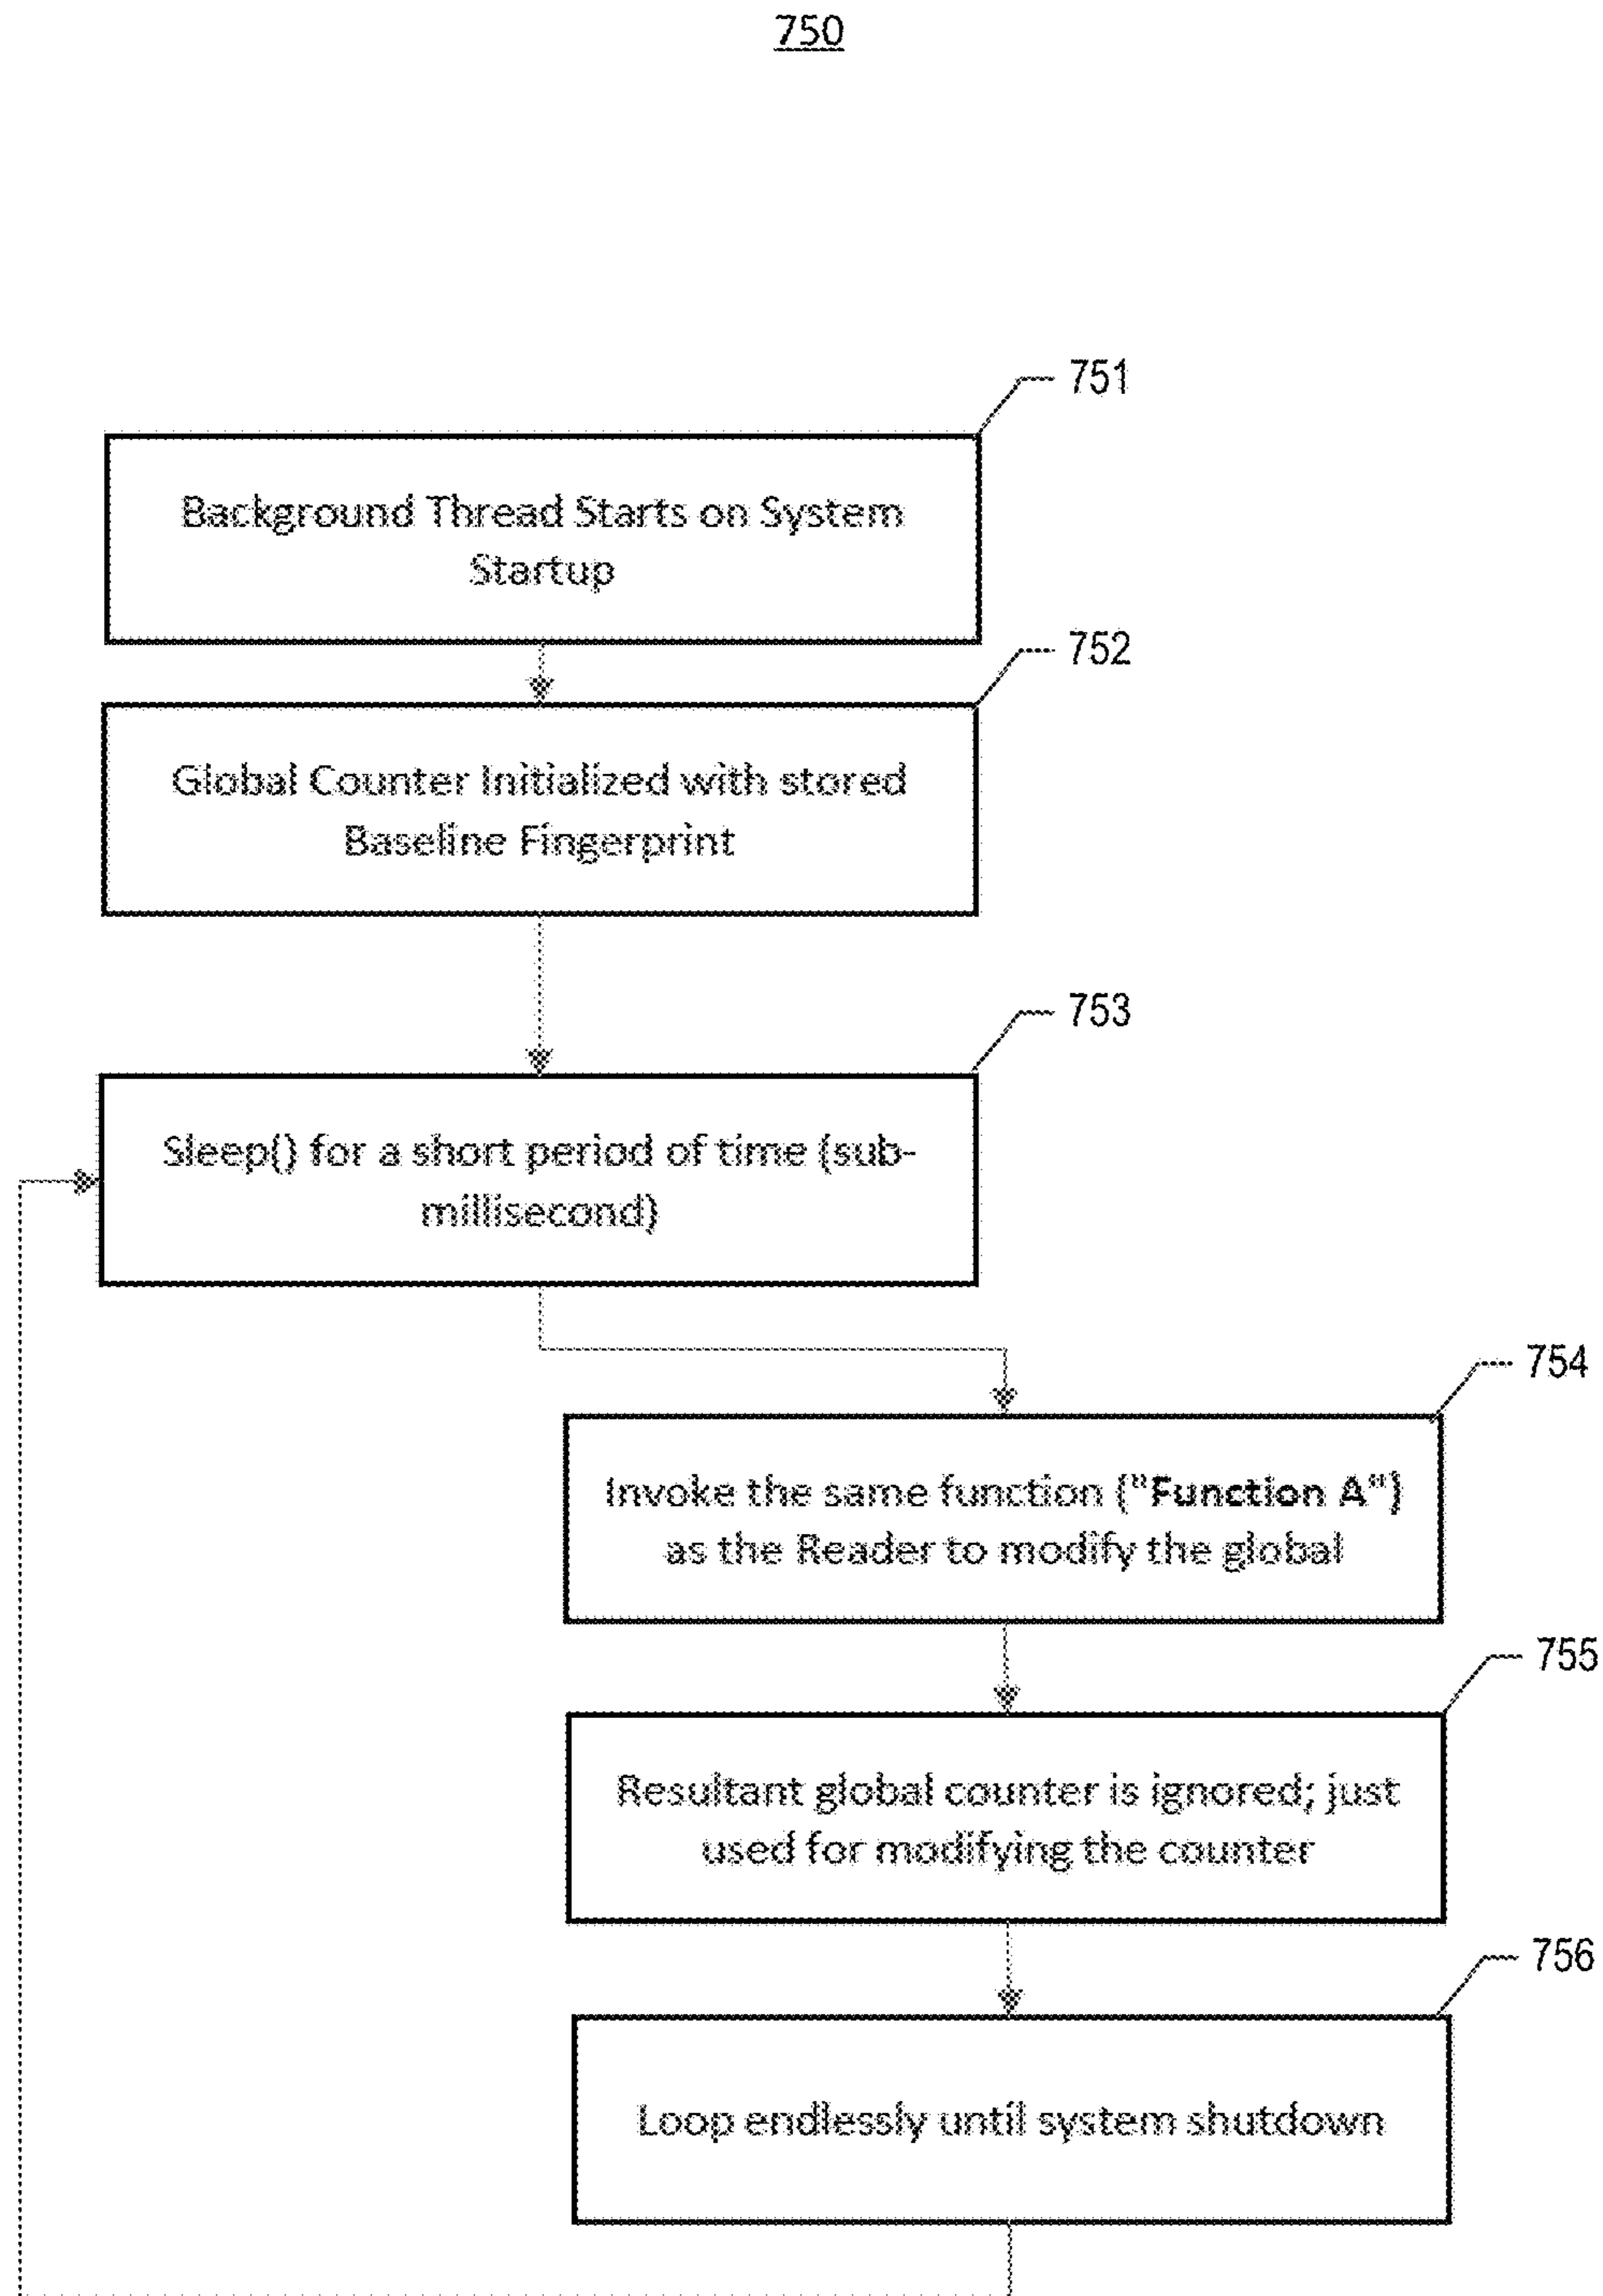 750
751
Background Thread Starts on System
Startup
752
Global Counter Initialized with stored
Baseline Fingerprint
753
Sleep() for a short period of time (sub-
millisecond)
754
Invoke the same function ("Function A")
as the Reader to modify the global
755
Resultant global counter is ignored; just
used for modifying the counter
756
Loop endlessly until system shutdown